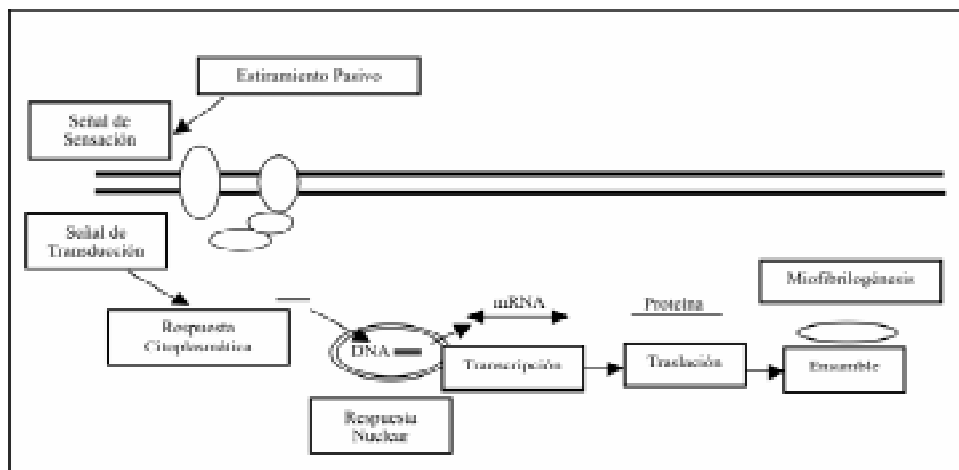 Estiramiento Pasivo
Señal de
Sensación
Señal de
Transducción
Miofibrilogénesis
mRNA
Proteína
Respuesta
Citoplasmática
DNA
Transcripción
Traslación
Ensamble
Respuesta
Nuclear